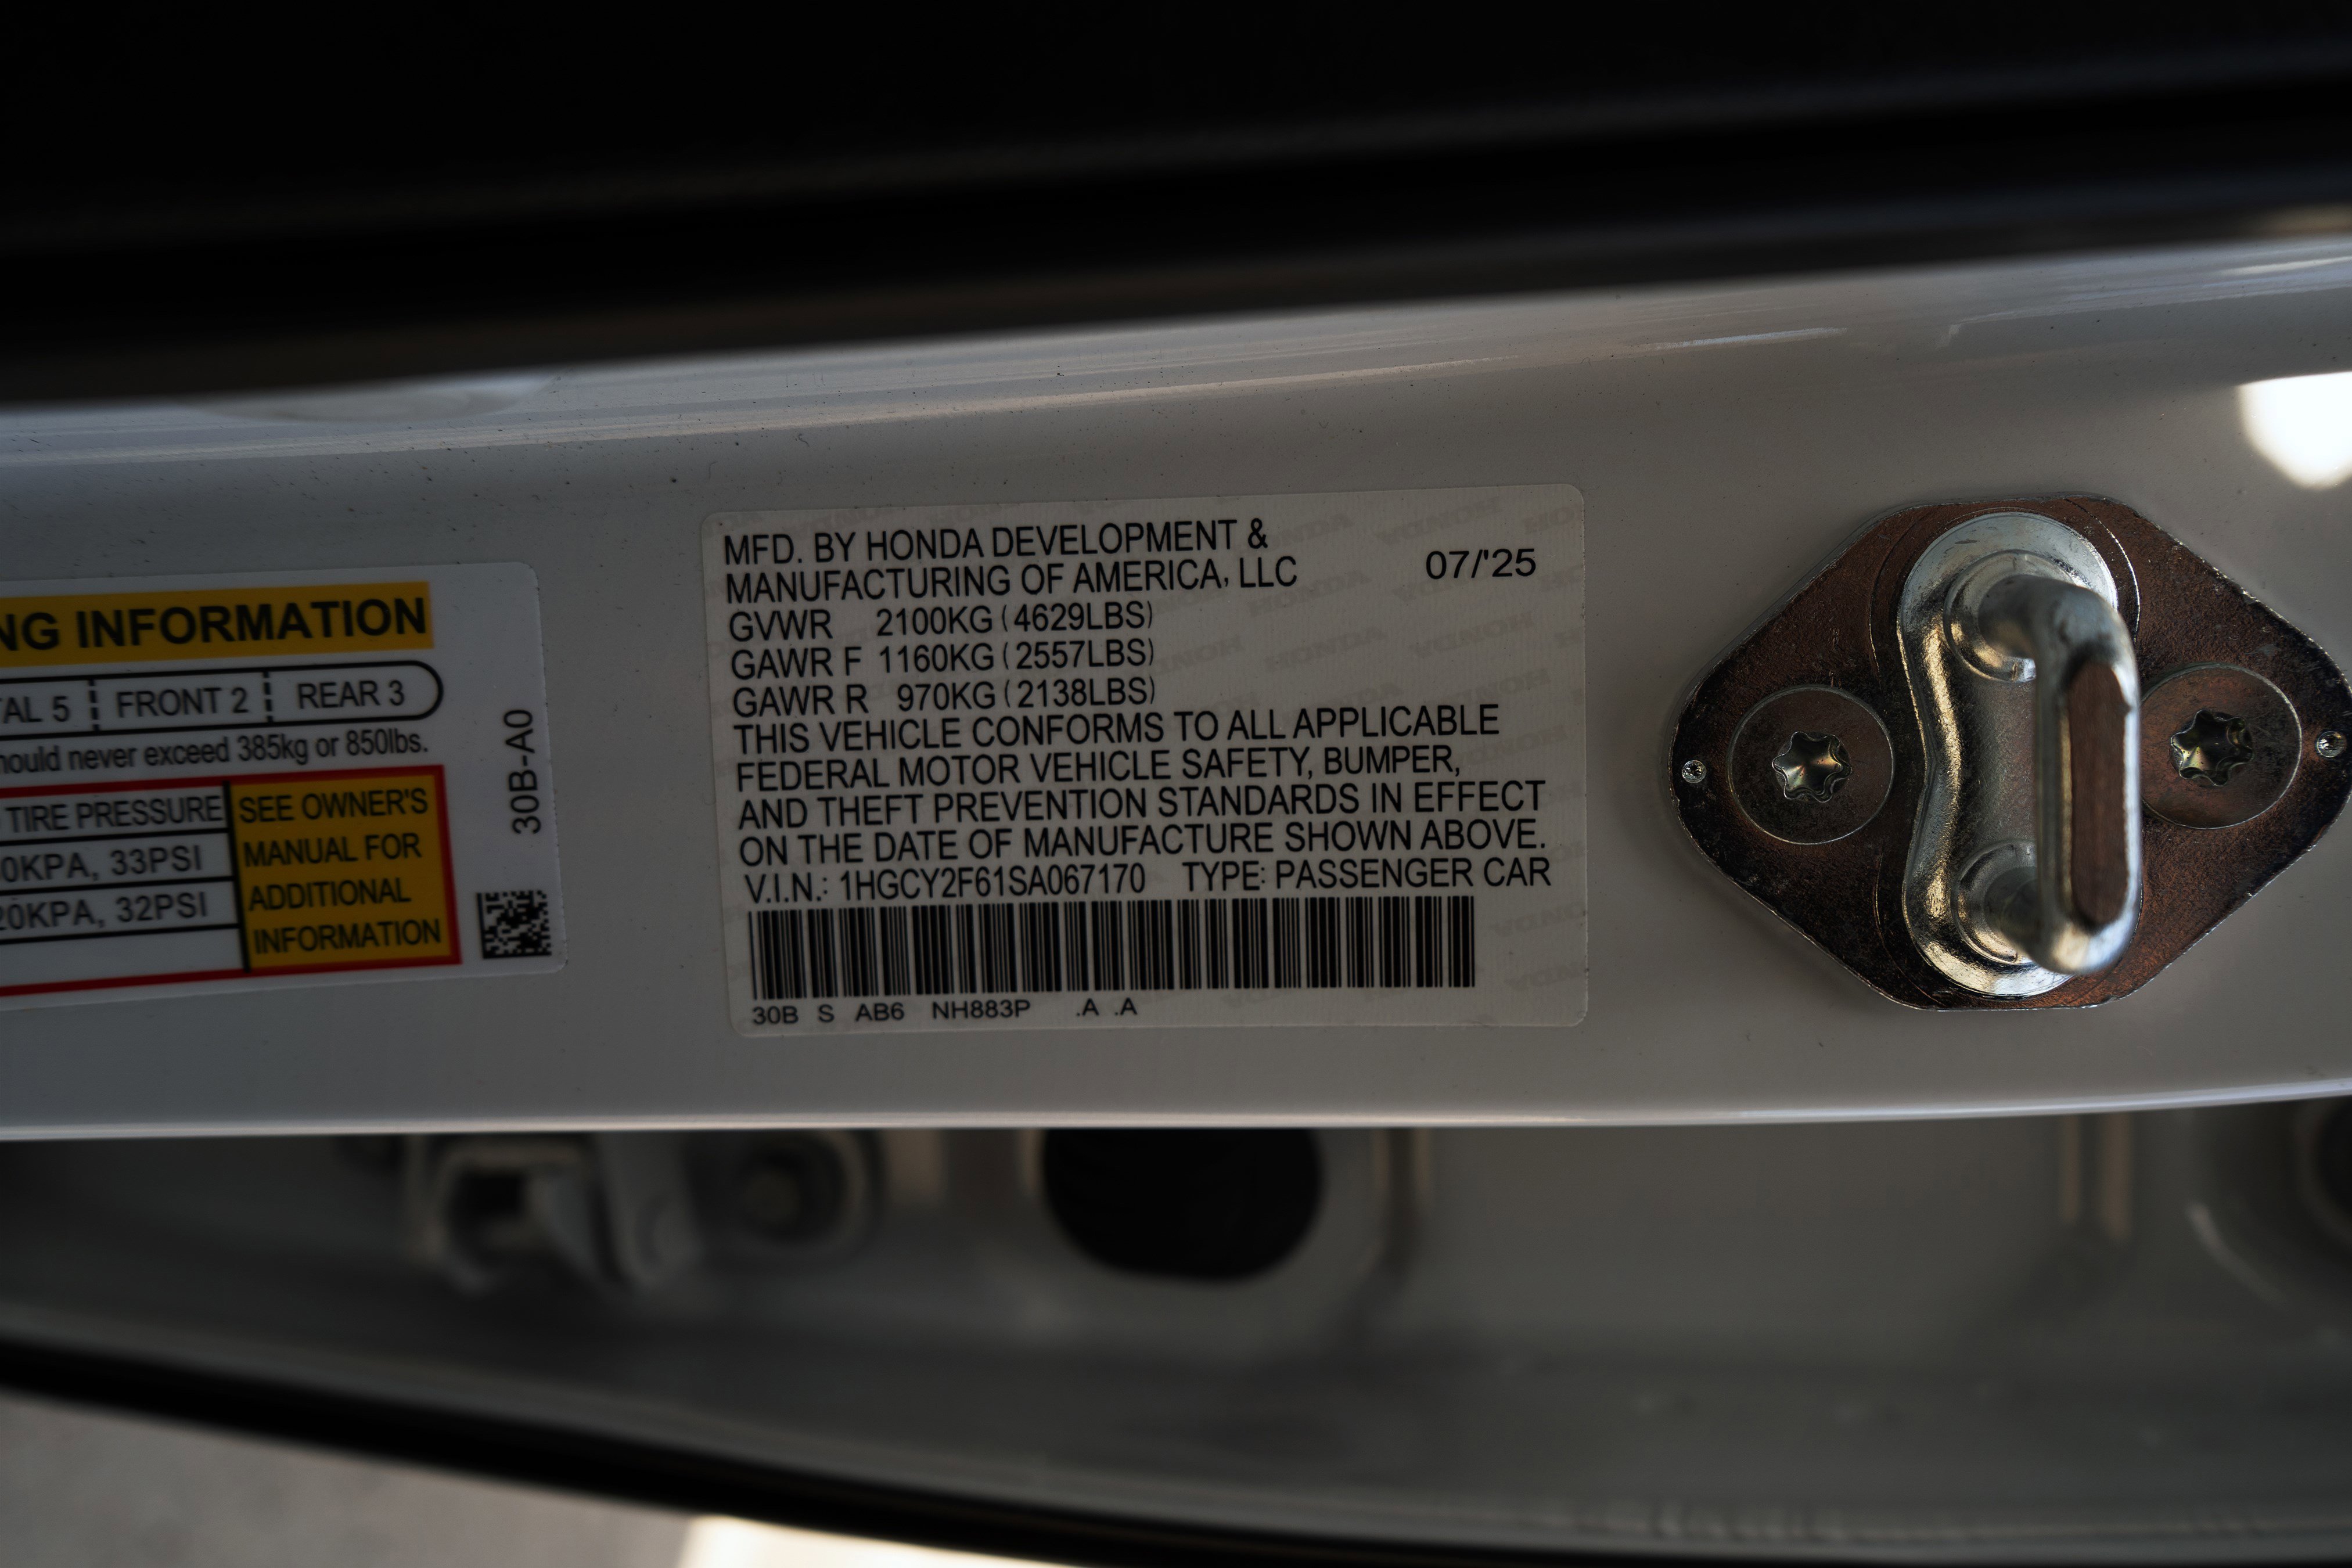 NG INFORMATION
TAL 5 FRONT 2 REAR 3
hould never exceed 385kg or 850lbs.
TIRE PRESSURE
0KPA, 33PSI
20KPA, 32PSI
SEE OWNER'S
MANUAL FOR
ADDITIONAL
INFORMATION
30B-A0
MFD. BY HONDA DEVELOPMENT &
MANUFACTURING OF AMERICA, LLC 07/'25
GVWR 2100KG (4629LBS)
GAWR F 1160KG (2557LBS)
GAWR R 970KG (2138LBS)
THIS VEHICLE CONFORMS TO ALL APPLICABLE
FEDERAL MOTOR VEHICLE SAFETY, BUMPER,
AND THEFT PREVENTION STANDARDS IN EFFECT
ON THE DATE OF MANUFACTURE SHOWN ABOVE.
V.I.N.: 1HGCY2F61SA067170 TYPE: PASSENGER CAR
30B S AB6 NH883P .A .A